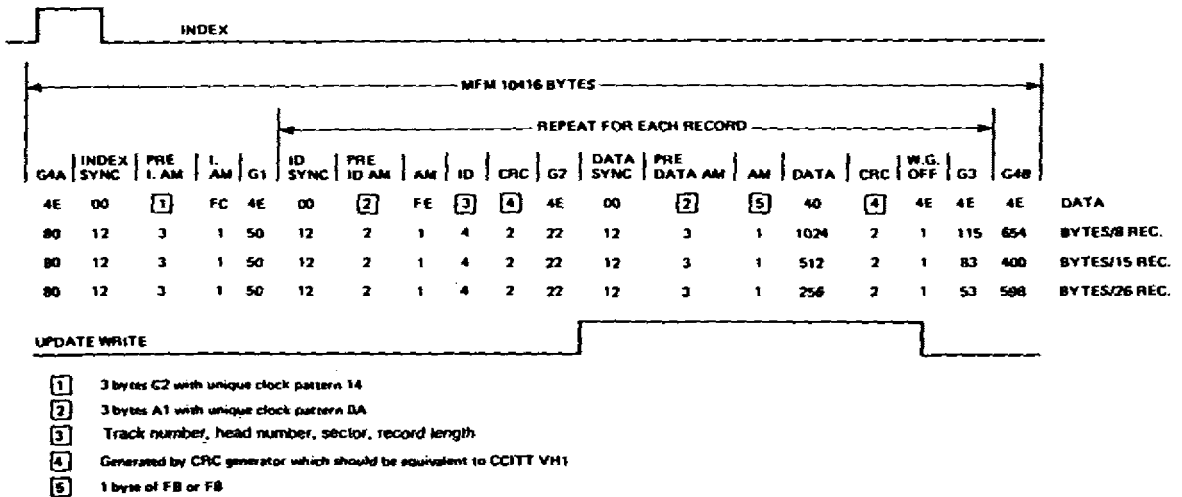 INDEX
MFM 10416 BYTES
REPEAT FOR EACH RECORD
G4A INDEX SYNC PRE I. AM I. AM G1 ID SYNC PRE ID AM AM ID CRC G2 DATA SYNC PRE DATA AM AM DATA CRC W.G. OFF G3 G4B
4E 00 1 FC 4E 00 2 FE 3 4 4E 00 2 5 40 4 4E 4E 4E DATA
80 12 3 1 50 12 2 1 4 2 22 12 3 1 1024 2 1 115 654 BYTES/8 REC.
80 12 3 1 50 12 2 1 4 2 22 12 3 1 512 2 1 83 400 BYTES/15 REC.
80 12 3 1 50 12 2 1 4 2 22 12 3 1 256 2 1 53 598 BYTES/26 REC.
UPDATE WRITE
1 3 bytes C2 with unique clock pattern 14
2 3 bytes A1 with unique clock pattern 0A
3 Track number, head number, sector, record length
4 Generated by CRC generator which should be equivalent to CCITT VH1
5 1 byte of FB or F8